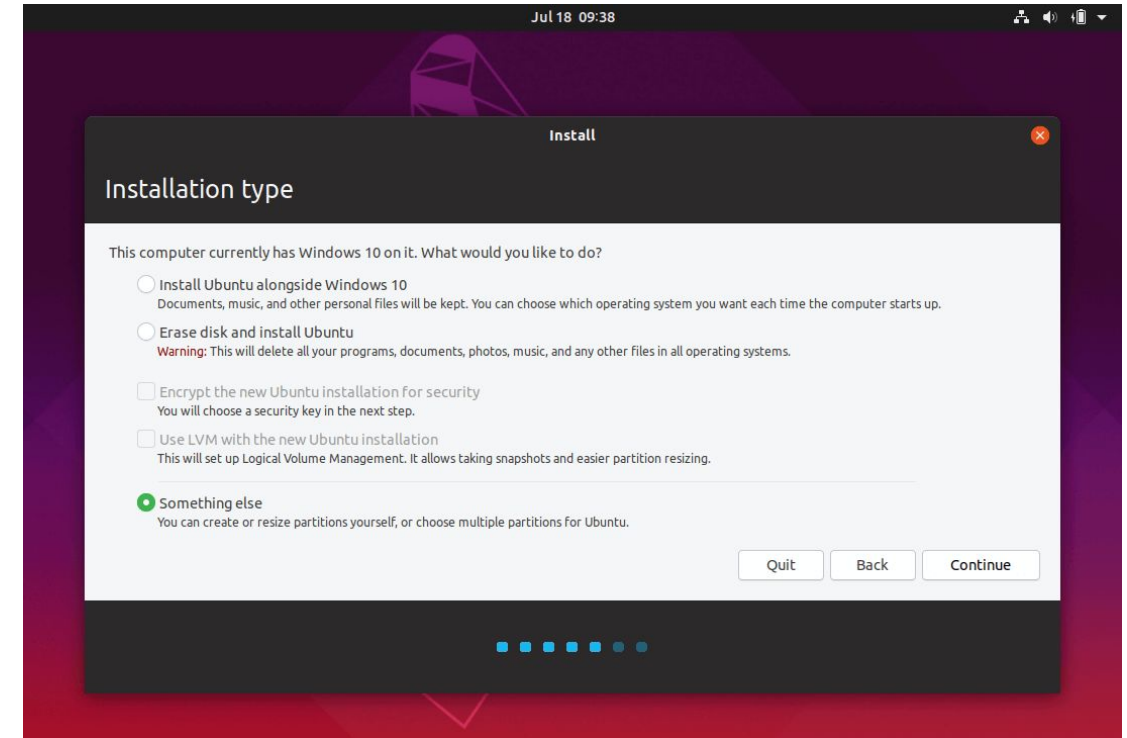 Jul 18 09:38
Install
Installation type
This computer currently has Windows 10 on it. What would you like to do?
Install Ubuntu alongside Windows 10
Documents, music, and other personal files will be kept. You can choose which operating system you want each time the computer starts up.
Erase disk and install Ubuntu
Warning: This will delete all your programs, documents, photos, music, and any other files in all operating systems.
Encrypt the new Ubuntu installation for security
You will choose a security key in the next step.
Use LVM with the new Ubuntu installation
This will set up Logical Volume Management. It allows taking snapshots and easier partition resizing.
Something else
You can create or resize partitions yourself, or choose multiple partitions for Ubuntu.
Quit Back Continue